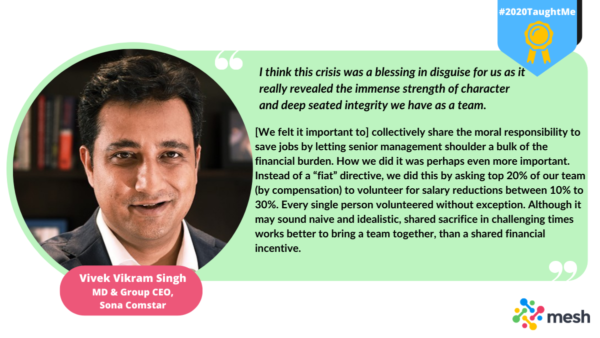 #2020TaughtMe
I think this crisis was a blessing in disguise for us as it
really revealed the immense strength of character
and deep seated integrity we have as a team.
[We felt it important to] collectively share the moral responsibility to
save jobs by letting senior management shoulder a bulk of the
financial burden. How we did it was perhaps even more important.
Instead of a “fiat” directive, we did this by asking top 20% of our team
(by compensation) to volunteer for salary reductions between 10% to
30%. Every single person volunteered without exception. Although it
may sound naive and idealistic, shared sacrifice in challenging times
works better to bring a team together, than a shared financial
incentive.
Vivek Vikram Singh
MD & Group CEO,
Sona Comstar
mesh